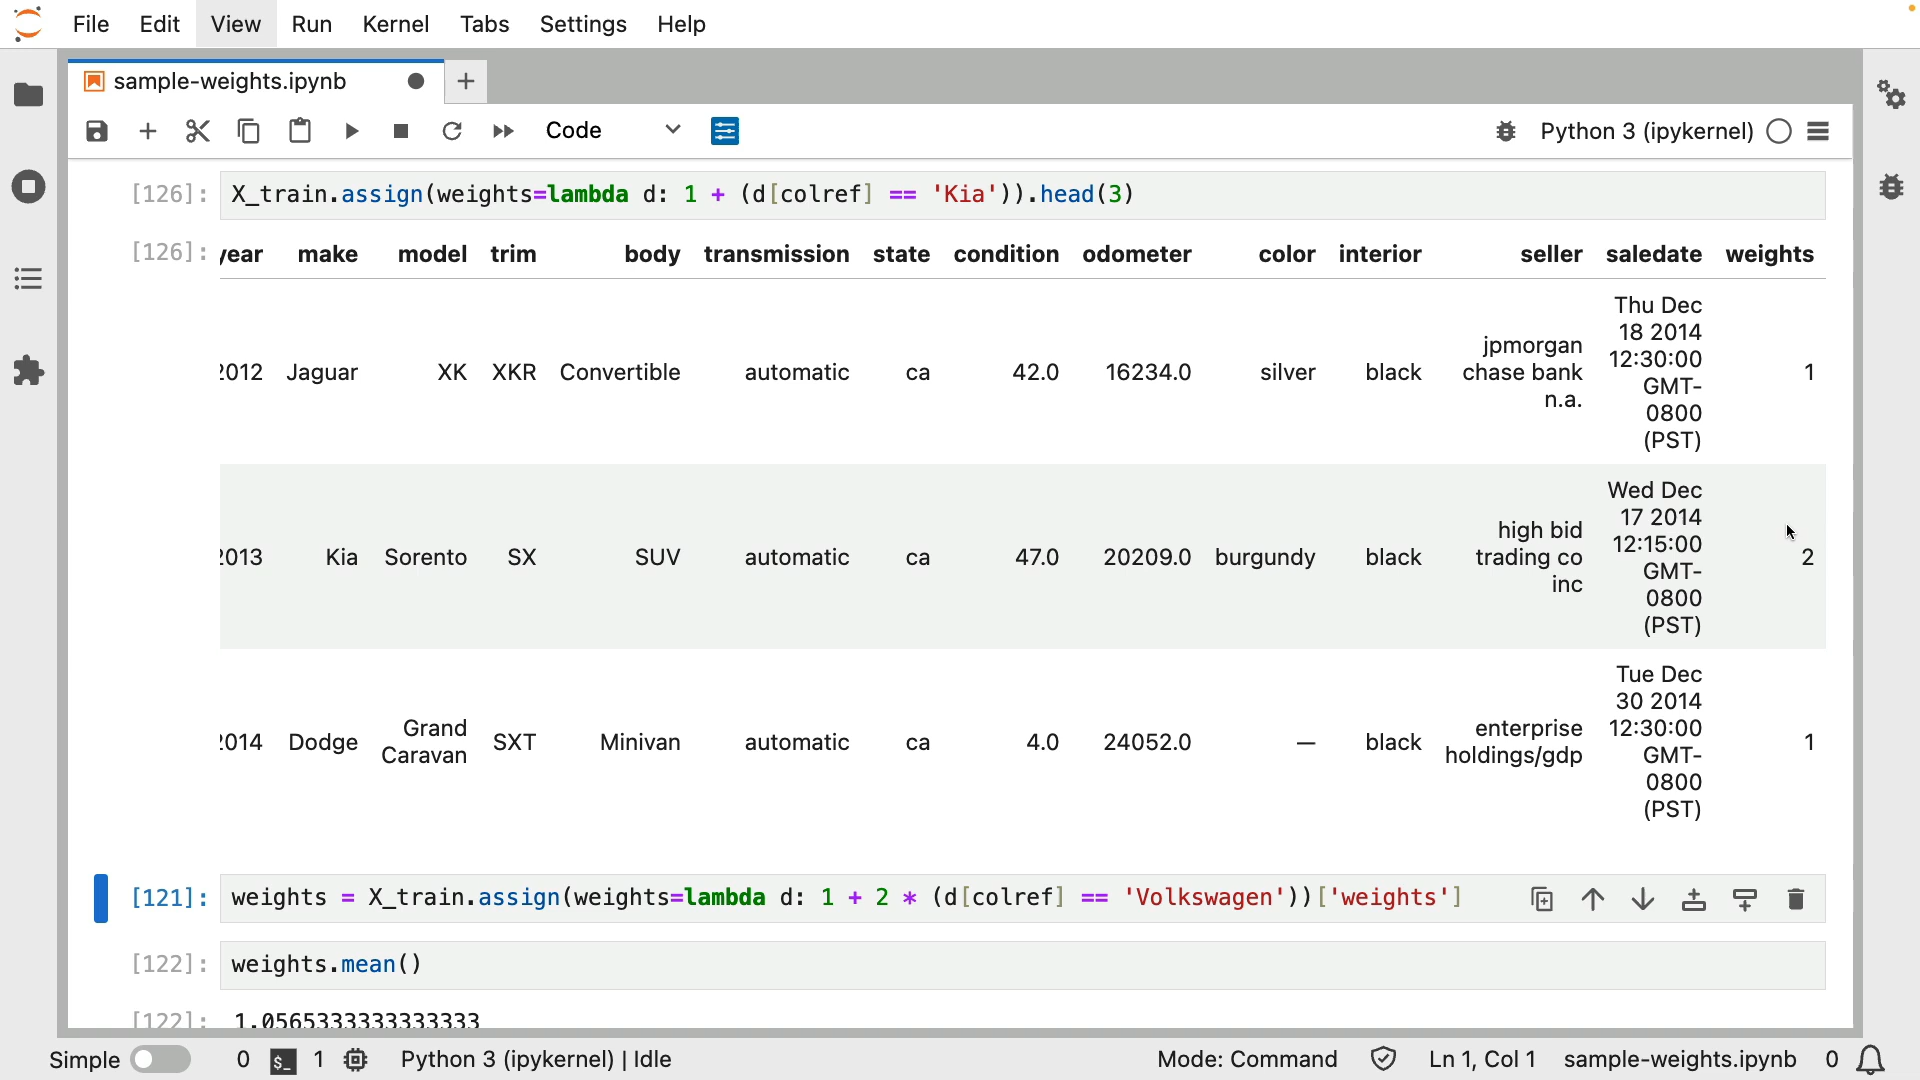 File Edit View Run Kernel Tabs Settings Help
sample-weights.ipynb
Code
Python 3 (ipykernel)
[126]: X_train.assign(weights=lambda d: 1 + (d[colref] == 'Kia')).head(3)
[126]: year make model trim body transmission state condition odometer color interior seller saledate weights
2012 Jaguar XK XKR Convertible automatic ca 42.0 16234.0 silver black jpmorgan chase bank n.a. Thu Dec 18 2014 12:30:00 GMT-0800 (PST) 1
2013 Kia Sorento SX SUV automatic ca 47.0 20209.0 burgundy black high bid trading co inc Wed Dec 17 2014 12:15:00 GMT-0800 (PST) 2
2014 Dodge Grand Caravan SXT Minivan automatic ca 4.0 24052.0 — black enterprise holdings/gdp Tue Dec 30 2014 12:30:00 GMT-0800 (PST) 1
[121]: weights = X_train.assign(weights=lambda d: 1 + 2 * (d[colref] == 'Volkswagen'))['weights']
[122]: weights.mean()
[122]: 1.0565333333333333
Simple 0 $_ 1 Python 3 (ipykernel) | Idle Mode: Command Ln 1, Col 1 sample-weights.ipynb 0